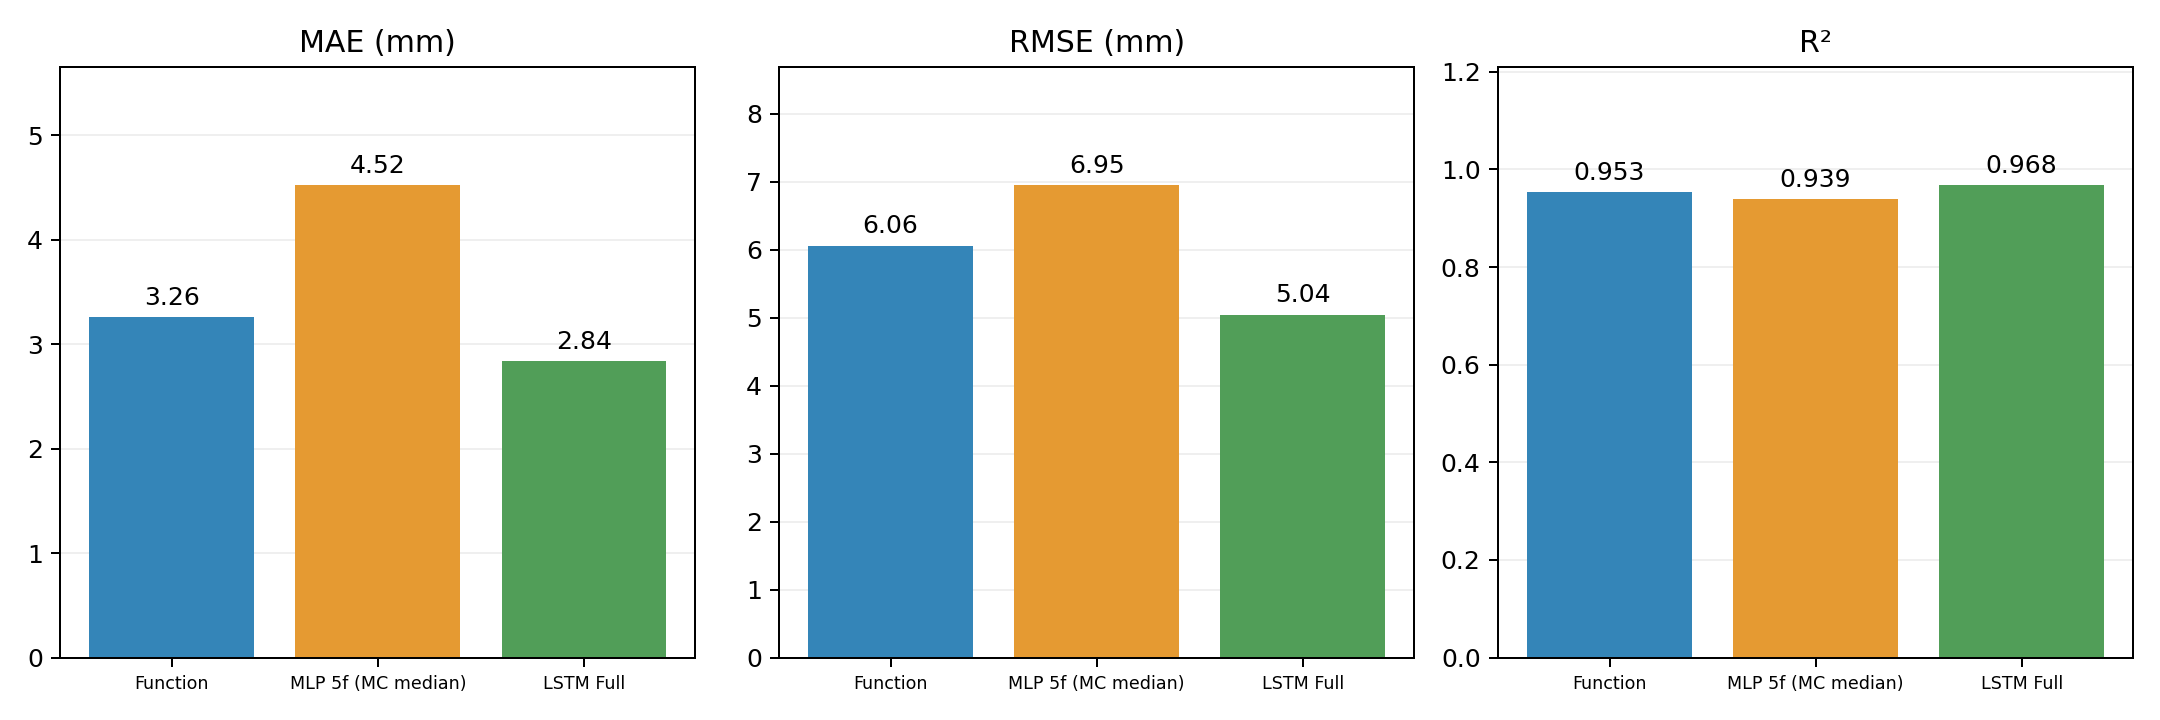 MAE (mm)
5
4
3
2
1
0
3.26
4.52
2.84
Function
MLP 5f (MC median)
LSTM Full
RMSE (mm)
8
7
6
5
4
3
2
1
0
6.06
6.95
5.04
Function
MLP 5f (MC median)
LSTM Full
R²
1.2
1.0
0.8
0.6
0.4
0.2
0.0
0.953
0.939
0.968
Function
MLP 5f (MC median)
LSTM Full